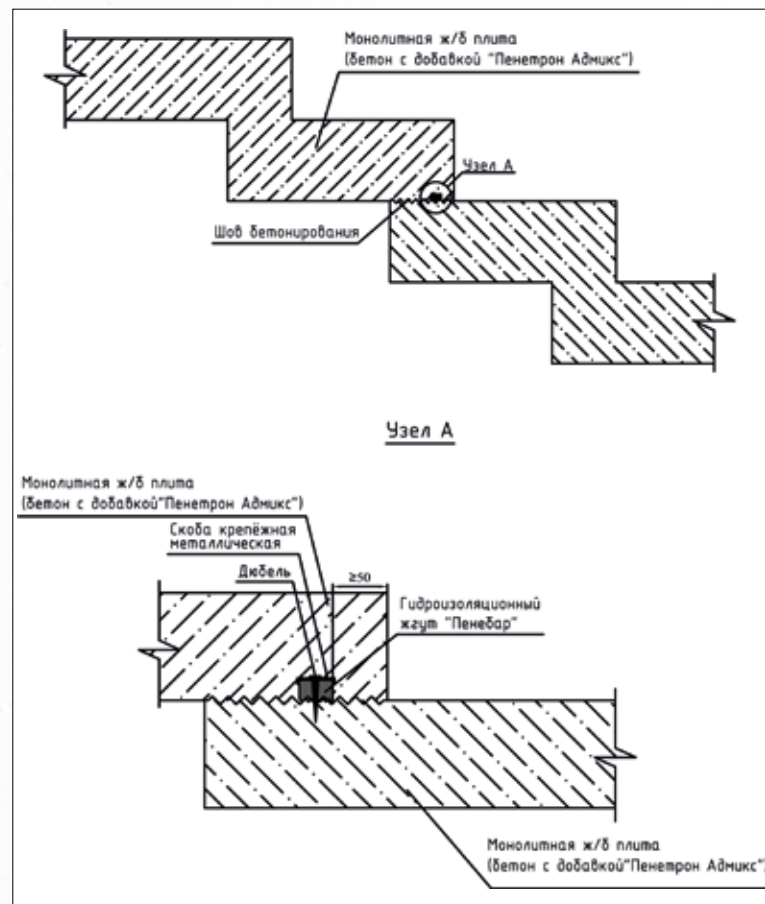 Монолитная ж/б плита
(бетон с добавкой "Пенетрон Адмикс")
Узел А
Шов бетонирования
Узел А
Монолитная ж/б плита
(бетон с добавкой"Пенетрон Адмикс")
Скоба крепёжная
металлическая
Дюбель
≥50
Гидроизоляционный
жгут "Пенебар"
Монолитная ж/б плита
(бетон с добавкой"Пенетрон Адмикс")